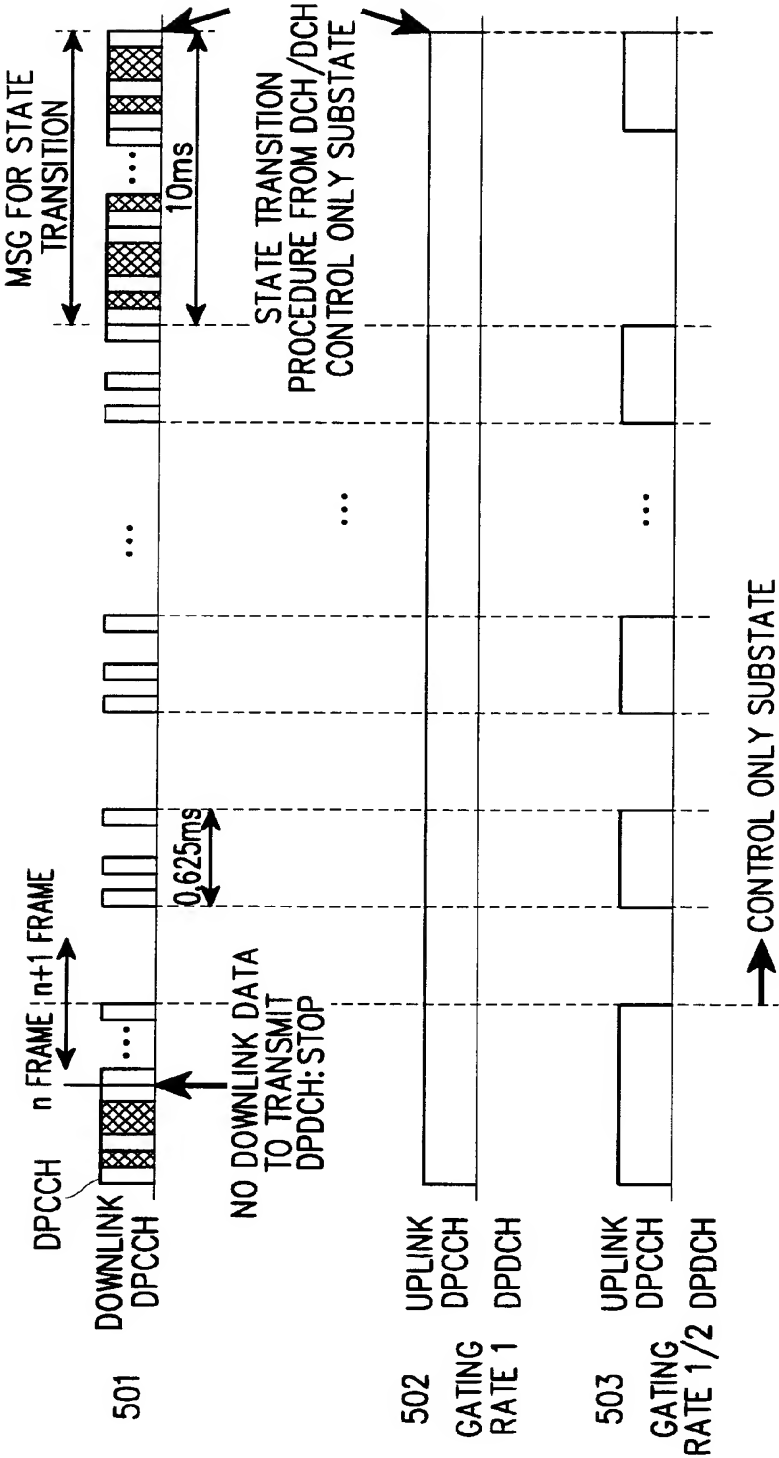 MSG FOR STATE
TRANSITION
10ms
STATE TRANSITION
PROCEDURE FROM DCH/DCH
CONTROL ONLY SUBSTATE
DPCCH
n FRAME
n+1 FRAME
0.625ms
NO DOWNLINK DATA
TO TRANSMIT
DPDCH:STOP
501
DOWNLINK
DPCCH
502
UPLINK
DPCCH
GATING
RATE 1
DPDCH
503
UPLINK
DPCCH
GATING
RATE 1/2
DPDCH
CONTROL ONLY SUBSTATE